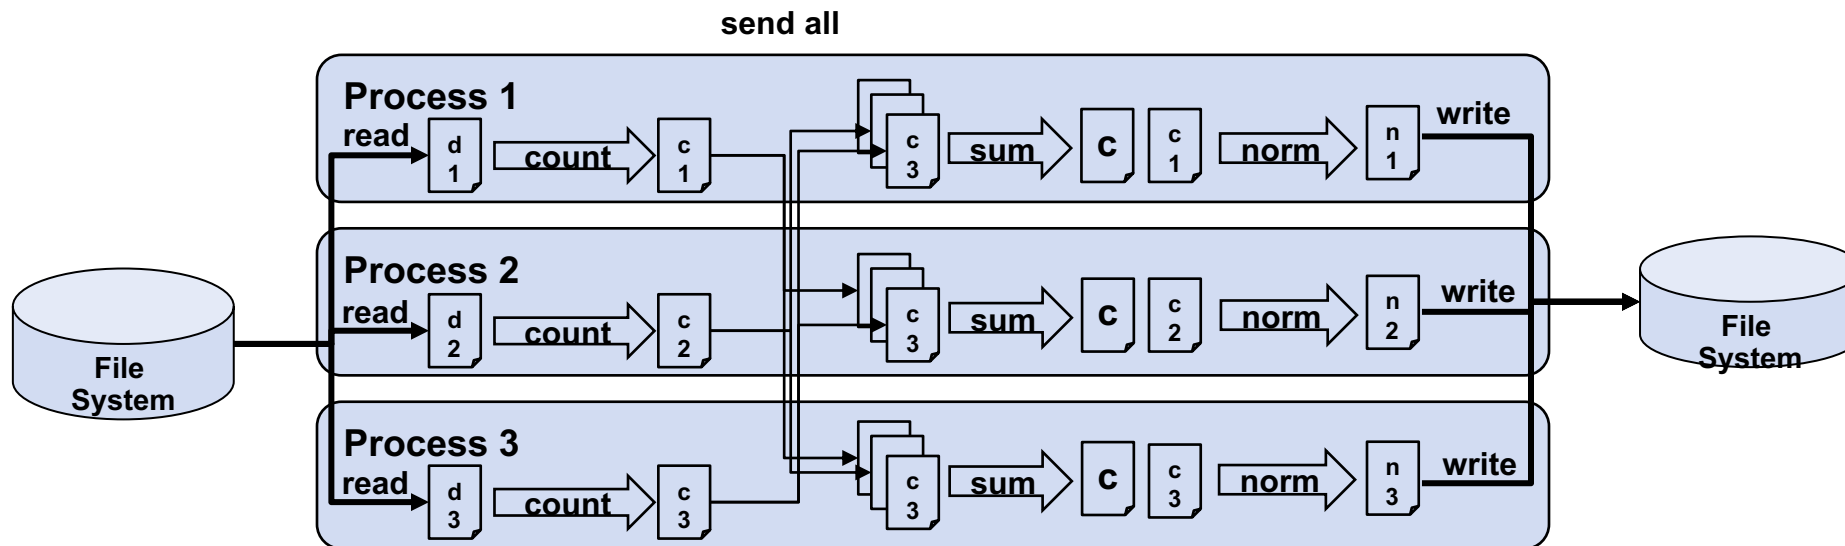 send all
Process 1
read
d
1
count
c
1
c
3
sum
c
c
1
norm
n
1
write
Process 2
read
d
2
count
c
2
c
3
sum
c
c
2
norm
n
2
write
Process 3
read
d
3
count
c
3
c
3
sum
c
c
3
norm
n
3
write
File
System
File
System